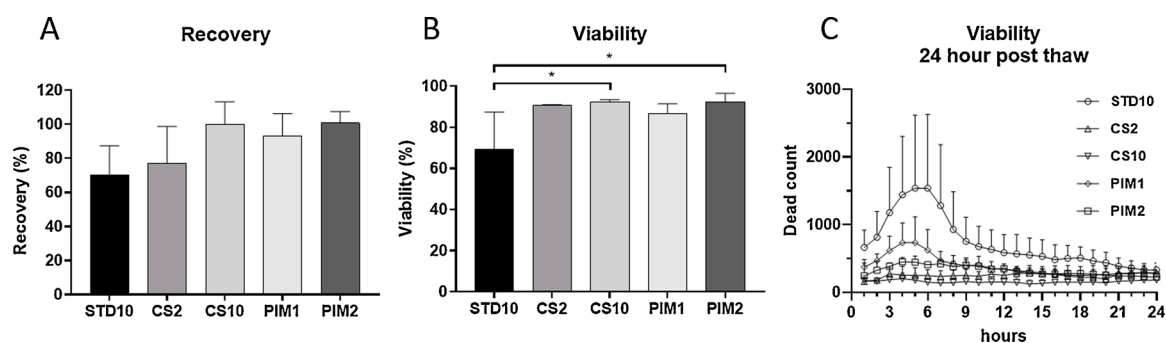 A
Recovery
Recovery (%)
120
100
80
60
40
20
0
STD10 CS2 CS10 PIM1 PIM2
B
Viability
*
*
Viability (%)
100
80
60
40
20
0
STD10 CS2 CS10 PIM1 PIM2
C
Viability
24 hour post thaw
Dead count
3000
2000
1000
0
0 3 6 9 12 15 18 21 24
hours
STD10
CS2
CS10
PIM1
PIM2